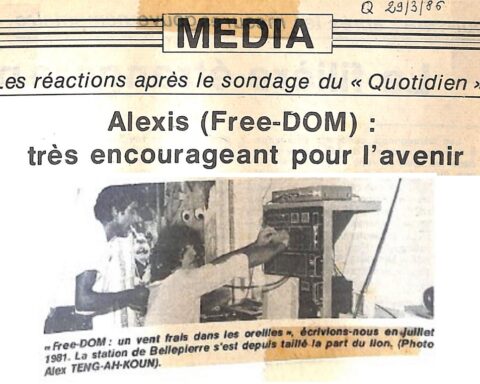 Q 29/3/86
MEDIA
Les réactions après le sondage du « Quotidien »
Alexis (Free-DOM) :
très encourageant pour l'avenir
« Free-DOM : un vent frais dans les oreilles », écrivions-nous en juillet
1981. La station de Bellepierre s'est depuis taillé la part du lion. (Photo
Alex TENG-AH-KOUN).